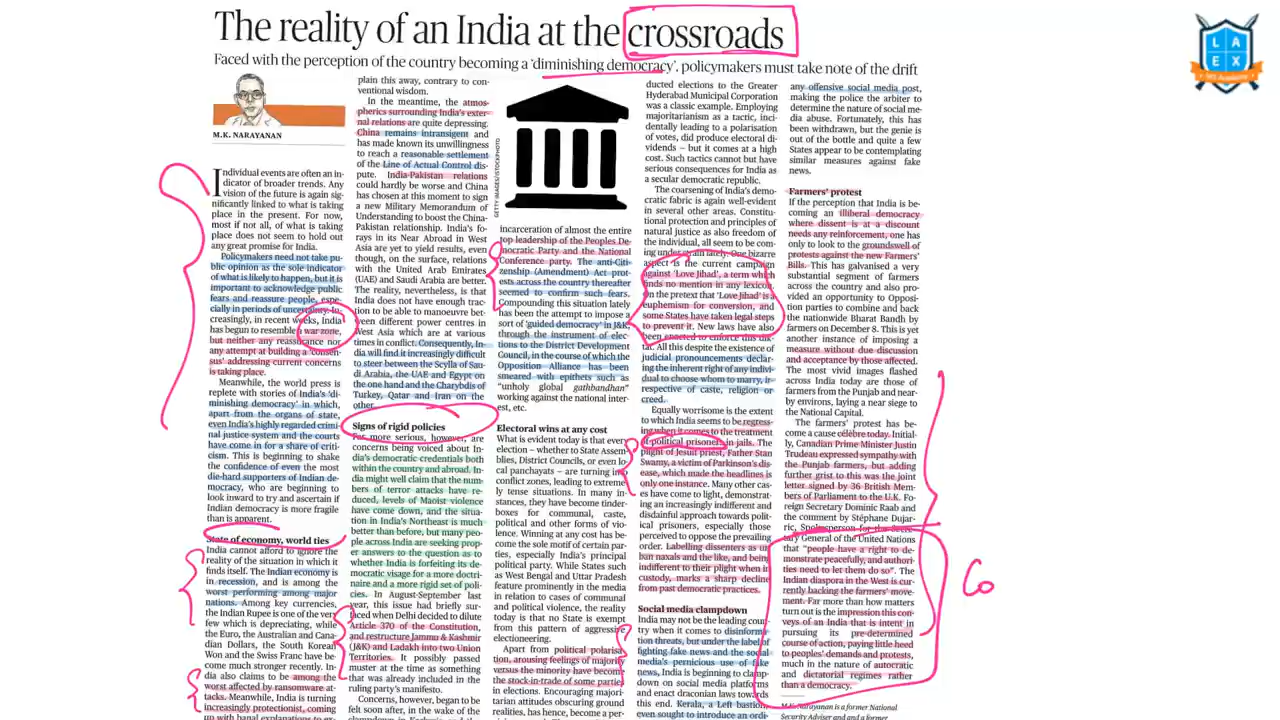 The reality of an India at the crossroads
Faced with the perception of the country becoming a 'diminishing democracy', policymakers must take note of the drift
M.K. NARAYANAN
Individual events are often an in-
dicator of broader trends. Any
vision of the future is again sig-
nificantly linked to what is taking
place in the present. For now,
most if not all, of what is taking
place does not seem to hold out
any great promise for India.
Policymakers need not take pu-
blic opinion as the sole indicator
of what is likely to happen, but it is
important to acknowledge public
fears and reassure people, espe-
cially in periods of uncertainty. In-
creasingly, in recent weeks, India
has begun to resemble a war zone,
but neither any reassurance nor
any attempt at building a 'consen-
sus' addressing current concerns
is taking place.
Meanwhile, the world press is
replete with stories of India's 'di-
minishing democracy' in which,
apart from the organs of state,
even India's highly regarded crimi-
nal justice system and the courts
have come in for a share of criti-
cism. This is beginning to shake
the confidence of even the most
die-hard supporters of Indian de-
mocracy, who are beginning to
look inward to try and ascertain if
Indian democracy is more fragile
than is apparent.
State of economy, world ties
India cannot afford to ignore the
reality of the situation in which it
finds itself. The Indian economy is
in recession, and is among the
worst performing among major
nations. Among key currencies,
the Indian Rupee is one of the very
few which is depreciating, while
the Euro, the Australian and Cana-
dian Dollars, the South Korean
Won and the Swiss Franc have be-
come much stronger recently. In-
dia also claims to be among the
worst affected by ransomware at-
tacks. Meanwhile, India is turning
increasingly protectionist, coming
up with banal explanations to ex-
plain this away, contrary to con-
ventional wisdom.
In the meantime, the atmos-
pherics surrounding India's exter-
nal relations are quite depressing.
China remains intransigent and
has made known its unwillingness
to reach a reasonable settlement
of the Line of Actual Control dis-
pute. India-Pakistan relations
could hardly be worse and China
has chosen at this moment to sign
a new Military Memorandum of
Understanding to boost the China-
Pakistan relationship. India's fo-
rays in its Near Abroad in West
Asia are yet to yield results, even
though, on the surface, relations
with the United Arab Emirates
(UAE) and Saudi Arabia are better.
The reality, nevertheless, is that
India does not have enough trac-
tion to be able to manoeuvre bet-
ween different power centres in
West Asia which are at various
times in conflict. Consequently, In-
dia will find it increasingly difficult
to steer between the Scylla of Sau-
di Arabia, the UAE and Egypt on
the one hand and the Charybdis of
Turkey, Qatar and Iran on the
other.
Signs of rigid policies
Far more serious, however, are
concerns being voiced about In-
dia's democratic credentials both
within the country and abroad. In-
dia might well claim that the num-
bers of terror attacks have re-
duced, levels of Maoist violence
have come down, and the situa-
tion in India's Northeast is much
better than before, but many peo-
ple across India are seeking prop-
er answers to the question as to
whether India is forfeiting its de-
mocratic visage for a more doctri-
naire and a more rigid set of poli-
cies. In August-September last
year, this issue had briefly sur-
faced when Delhi decided to dilute
Article 370 of the Constitution,
and restructure Jammu & Kashmir
(J&K) and Ladakh into two Union
Territories. It possibly passed
muster at the time as something
that was already included in the
ruling party's manifesto.
Concerns, however, began to be
felt soon after, in the wake of the
GETTY IMAGES/ISTOCKPHOTO
incarceration of almost the entire
top leadership of the Peoples De-
mocratic Party and the National
Conference party. The anti-Citi-
zenship (Amendment) Act prot-
ests across the country thereafter
seemed to confirm such fears.
Compounding this situation lately
has been the attempt to impose a
sort of 'guided democracy' in J&K,
through the instrument of elec-
tions to the District Development
Council, in the course of which the
Opposition Alliance has been
smeared with epithets such as
"unholy global gathbandhan"
working against the national inter-
est, etc.
Electoral wins at any cost
What is evident today is that every
election – whether to State Assem-
blies, District Councils, or even lo-
cal panchayats – are turning into
conflict zones, leading to extreme-
ly tense situations. In many in-
stances, they have become tinder-
boxes for communal, caste,
political and other forms of vio-
lence. Winning at any cost has be-
come the sole motif of certain par-
ties, especially India's principal
political party. While States such
as West Bengal and Uttar Pradesh
feature prominently in the media
in relation to cases of communal
and political violence, the reality
today is that no State is exempt
from this pattern of aggressive
electioneering.
Apart from political polarisa-
tion, arousing feelings of majority
versus the minority have become
the stock-in-trade of some parties
in elections. Encouraging major-
itarian attitudes obscuring ground
realities, has hence, become a per-
ducted elections to the Greater
Hyderabad Municipal Corporation
was a classic example. Employing
majoritarianism as a tactic, inci-
dentally leading to a polarisation
of votes, did produce electoral di-
vidends – but it comes at a high
cost. Such tactics cannot but have
serious consequences for India as
a secular democratic republic.
The coarsening of India's demo-
cratic fabric is again well-evident
in several other areas. Constitu-
tional protection and principles of
natural justice as also freedom of
the individual, all seem to be com-
ing under strain lately. One bizarre
aspect is the current campaign
against 'Love Jihad', a term which
finds no mention in any lexicon.
On the pretext that 'Love Jihad' is a
euphemism for conversion, and
some States have taken legal steps
to prevent it. New laws have also
been enacted to enforce this dik-
tat. All this despite the existence of
judicial pronouncements declar-
ing the inherent right of any indivi-
dual to choose whom to marry, ir-
respective of caste, religion or
creed.
Equally worrisome is the extent
to which India seems to be regress-
ing when it comes to the treatment
of political prisoners in jails. The
plight of Jesuit priest, Father Stan
Swamy, a victim of Parkinson's dis-
ease, which made the headlines is
only one instance. Many other cas-
es have come to light, demonstrat-
ing an increasingly indifferent and
disdainful approach towards polit-
ical prisoners, especially those
perceived to oppose the prevailing
order. Labelling dissenters as ur-
ban naxals and the like, and being
indifferent to their plight when in
custody, marks a sharp decline
from past democratic practices.
Social media clampdown
India may not be the leading coun-
try when it comes to disinforma-
tion threats, but under the label of
fighting fake news and the social
media's pernicious use of fake
news, India is beginning to clamp-
down on social media platforms
and enact draconian laws towards
this end. Kerala, a Left bastion,
even sought to introduce an ordi-
any offensive social media post,
making the police the arbiter to
determine the nature of social me-
dia abuse. Fortunately, this has
been withdrawn, but the genie is
out of the bottle and quite a few
States appear to be contemplating
similar measures against fake
news.
Farmers' protest
If the perception that India is be-
coming an illiberal democracy
where dissent is at a discount
needs any reinforcement, one has
only to look to the groundswell of
protests against the new Farmers'
Bills. This has galvanised a very
substantial segment of farmers
across the country and also pro-
vided an opportunity to Opposi-
tion parties to combine and back
the nationwide Bharat Bandh by
farmers on December 8. This is yet
another instance of imposing a
measure without due discussion
and acceptance by those affected.
The most vivid images flashed
across India today are those of
farmers from the Punjab and near-
by environs, laying a near siege to
the National Capital.
The farmers' protest has be-
come a cause célèbre today. Initial-
ly, Canadian Prime Minister Justin
Trudeau expressed sympathy with
the Punjab farmers, but adding
further grist to this was the joint
letter signed by 36 British Mem-
bers of Parliament to the U.K. Fo-
reign Secretary Dominic Raab and
the comment by Stéphane Dujar-
ric, Spokesperson for the Secre-
tary General of the United Nations
that "people have a right to de-
monstrate peacefully, and authori-
ties need to let them do so". The
Indian diaspora in the West is cur-
rently backing the farmers' move-
ment. Far more than how matters
turn out is the impression this con-
veys of an India that is intent in
pursuing its pre-determined
course of action, paying little heed
to peoples' demands and protests,
much in the nature of autocratic
and dictatorial regimes rather
than a democracy.
M.K. Narayanan is a former National
Security Adviser and and a former
Co
LA
EX